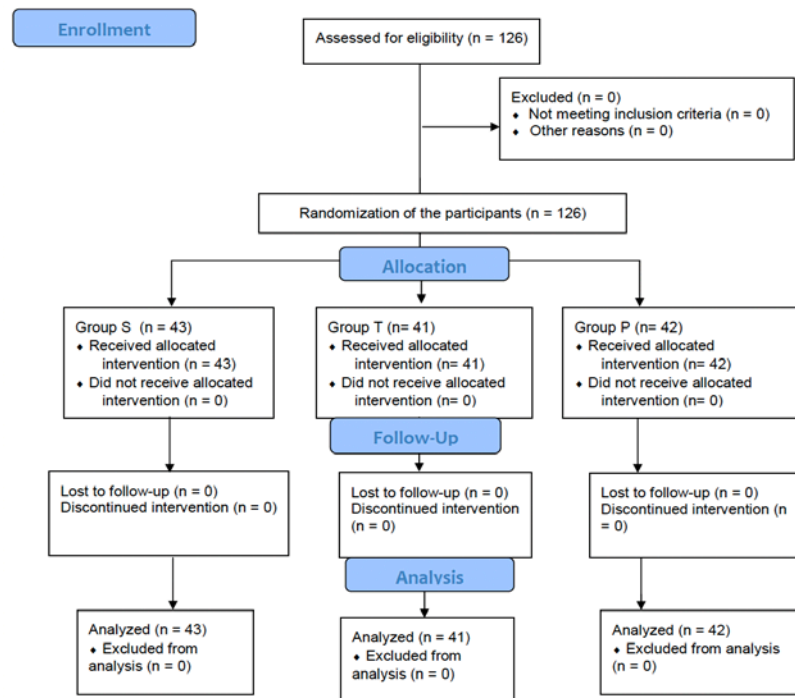 Enrollment
Assessed for eligibility (n = 126)
Excluded (n = 0)
⬧ Not meeting inclusion criteria (n = 0)
⬧ Other reasons (n = 0)
Randomization of the participants (n = 126)
Allocation
Group S (n = 43)
⬧ Received allocated
intervention (n = 43)
⬧ Did not receive allocated
intervention (n = 0)
Group T (n= 41)
⬧ Received allocated
intervention (n= 41)
⬧ Did not receive allocated
intervention (n= 0)
Group P (n= 42)
⬧ Received allocated
intervention (n= 42)
⬧ Did not receive allocated
intervention (n= 0)
Follow-Up
Lost to follow-up (n = 0)
Discontinued intervention (n = 0)
Lost to follow-up (n = 0)
Discontinued intervention
(n = 0)
Lost to follow-up (n = 0)
Discontinued intervention (n
= 0)
Analysis
Analyzed (n = 43)
⬧ Excluded from
analysis (n = 0)
Analyzed (n = 41)
⬧ Excluded from
analysis (n = 0)
Analyzed (n = 42)
⬧ Excluded from analysis
(n = 0)